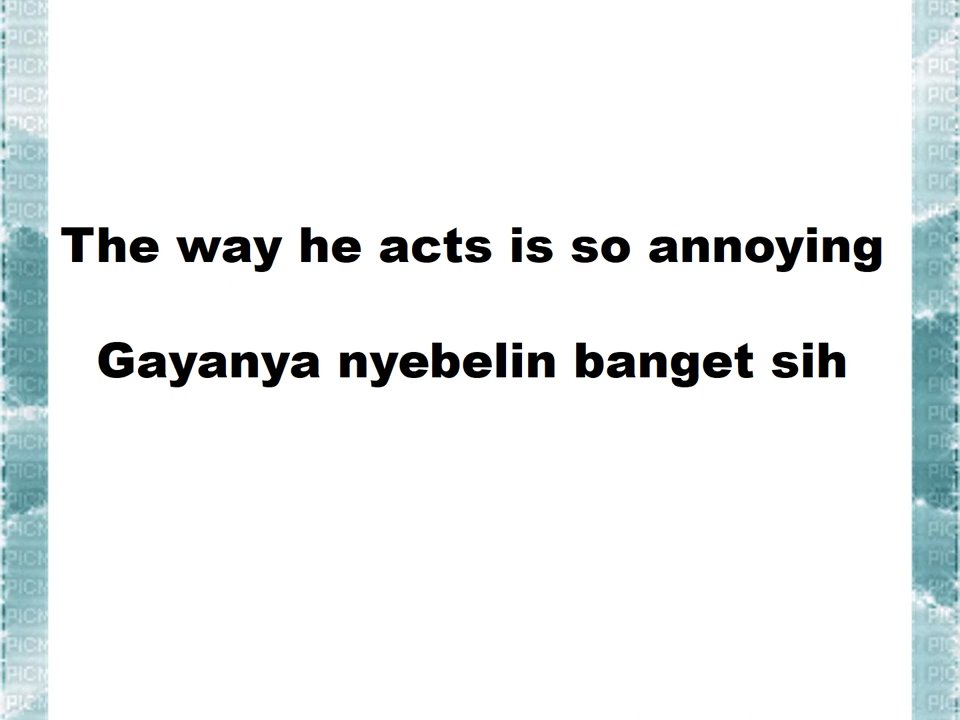 The way he acts is so annoying
Gayanya nyebelin banget sih